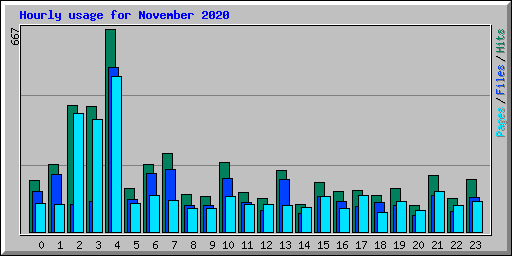 Hourly usage for November 2020
667
Pages/Files/Hits
0 1 2 3 4 5 6 7 8 9 10 11 12 13 14 15 16 17 18 19 20 21 22 23